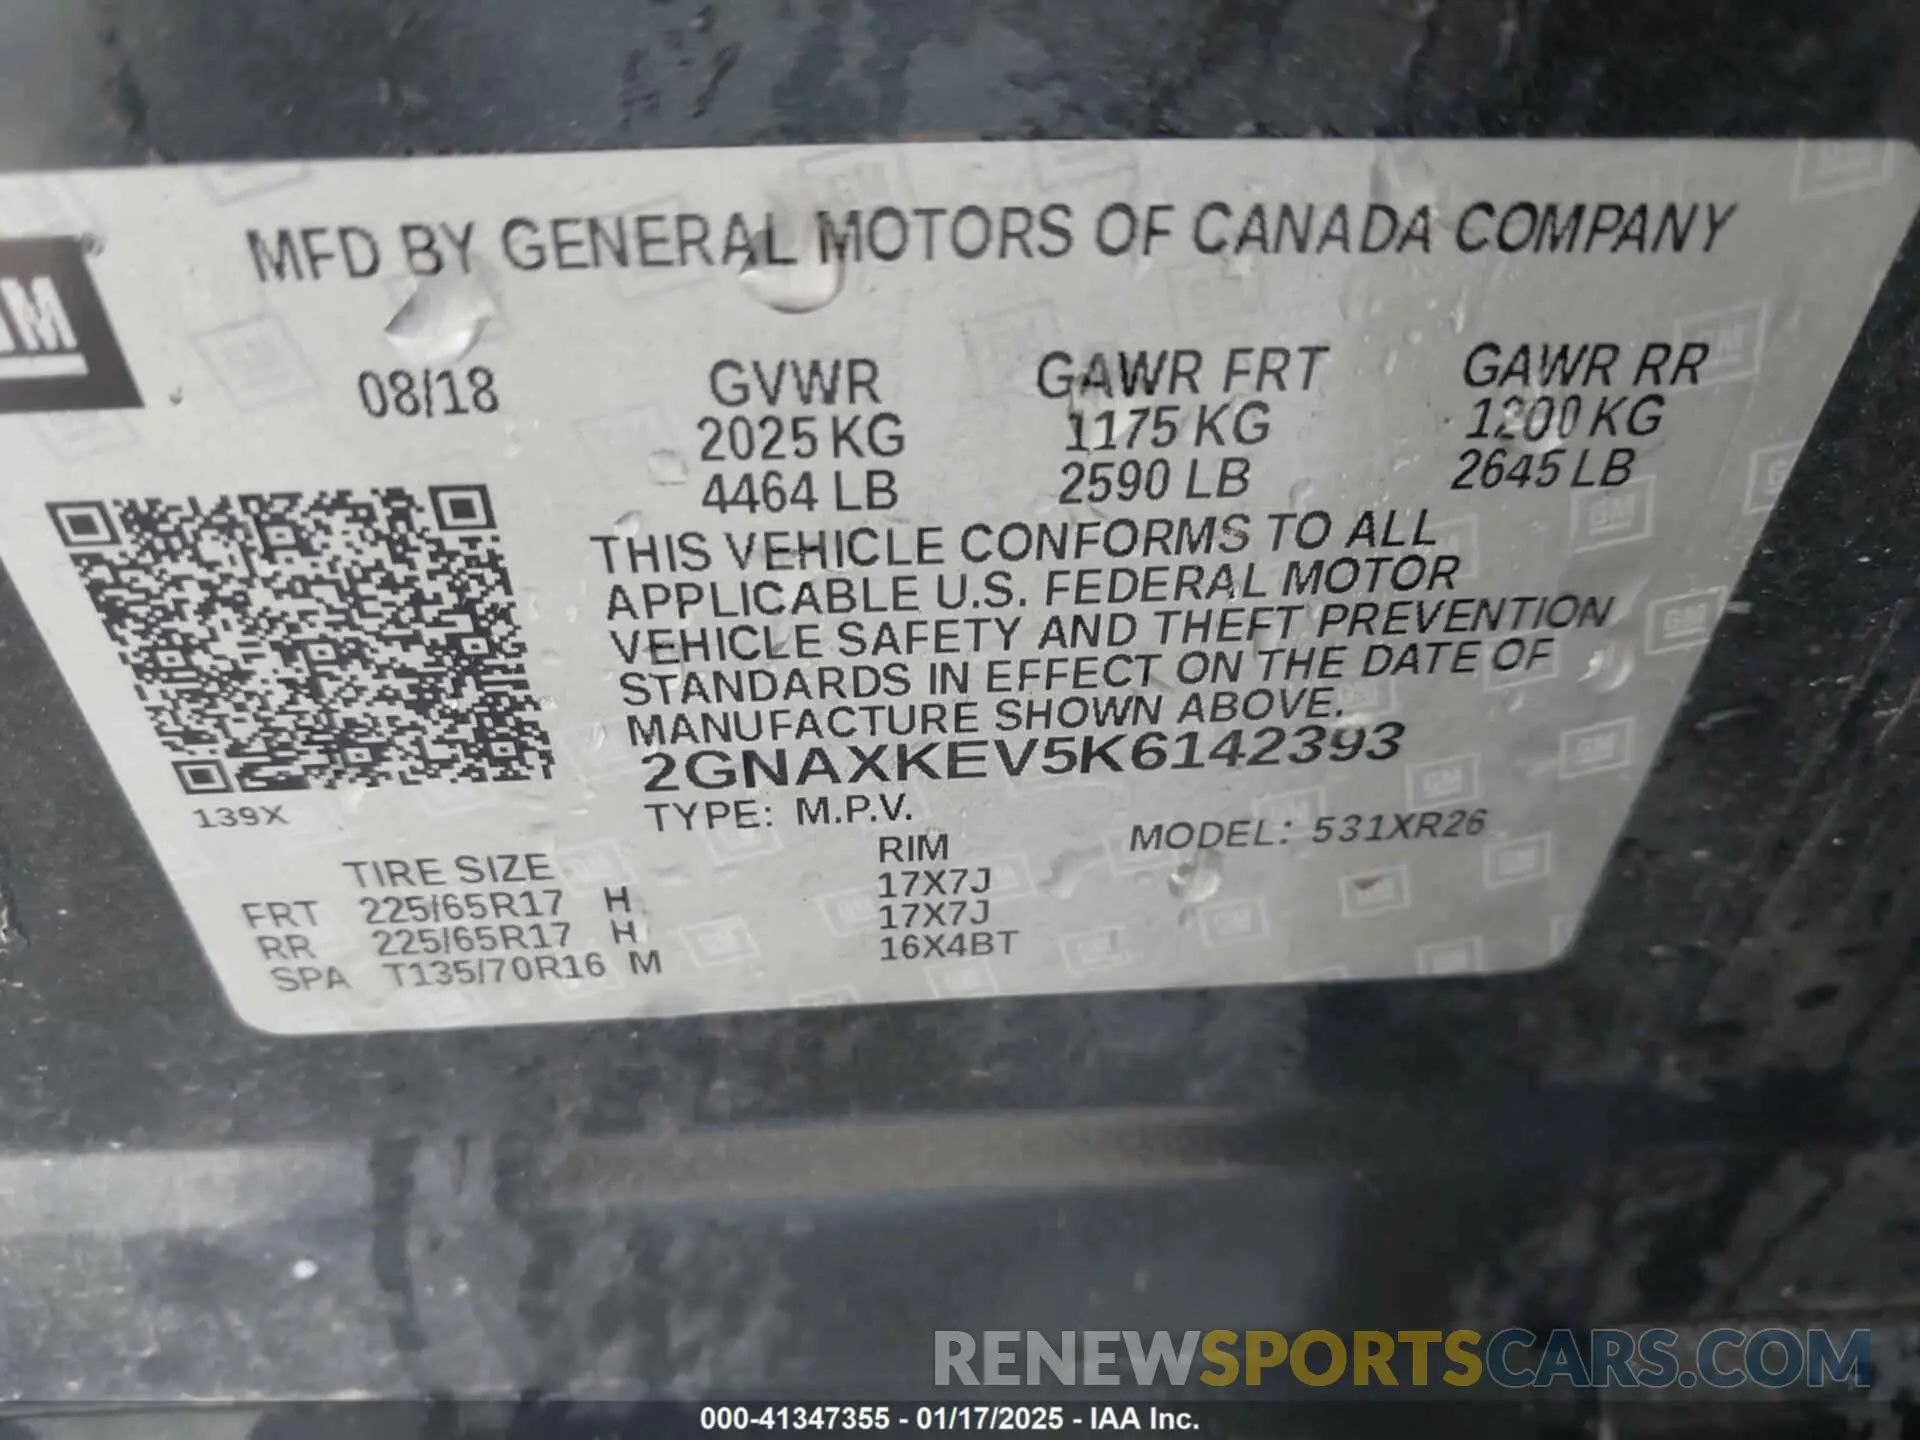 MFD BY GENERAL MOTORS OF CANADA COMPANY
GM
08/18 GVWR GAWR FRT GAWR RR
2025 KG 1175 KG 1200 KG
4464 LB 2590 LB 2645 LB
THIS VEHICLE CONFORMS TO ALL
APPLICABLE U.S. FEDERAL MOTOR
VEHICLE SAFETY AND THEFT PREVENTION
STANDARDS IN EFFECT ON THE DATE OF
MANUFACTURE SHOWN ABOVE.
2GNAXKEV5K6142393
139X TYPE: M.P.V. MODEL: 531XR26
TIRE SIZE RIM
FRT 225/65R17 H 17X7J
RR 225/65R17 H 17X7J
SPA T135/70R16 M 16X4BT
RENEWSPORTSCARS.COM
000-41347355 - 01/17/2025 - IAA Inc.